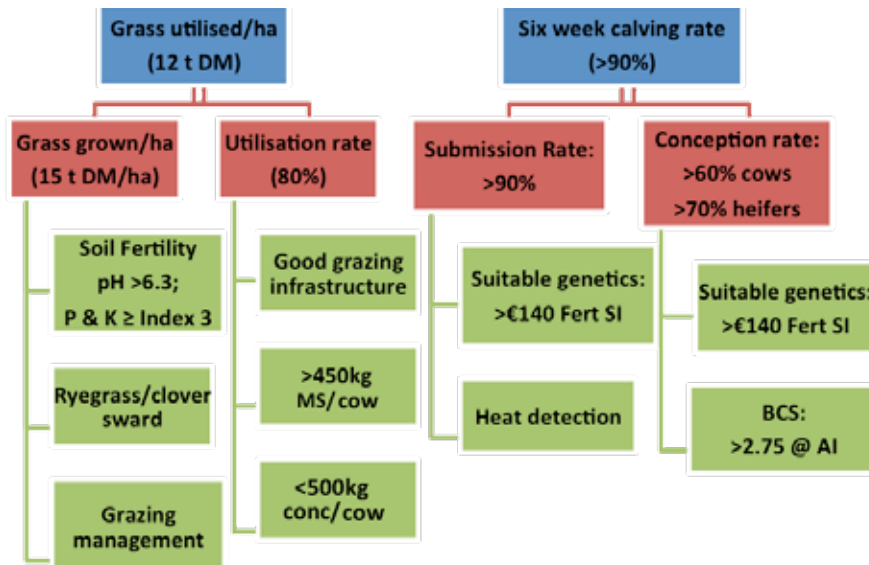 Grass utilised/ha
(12 t DM)
Six week calving rate
(>90%)
Grass grown/ha
(15 t DM/ha)
Utilisation rate
(80%)
Submission Rate:
>90%
Conception rate:
>60% cows
>70% heifers
Soil Fertility
pH >6.3;
P & K ≥ Index 3
Good grazing
infrastructure
Suitable genetics:
>€140 Fert SI
Suitable genetics:
>€140 Fert SI
Ryegrass/clover
sward
>450kg
MS/cow
Heat detection
BCS:
>2.75 @ AI
Grazing
management
<500kg
conc/cow